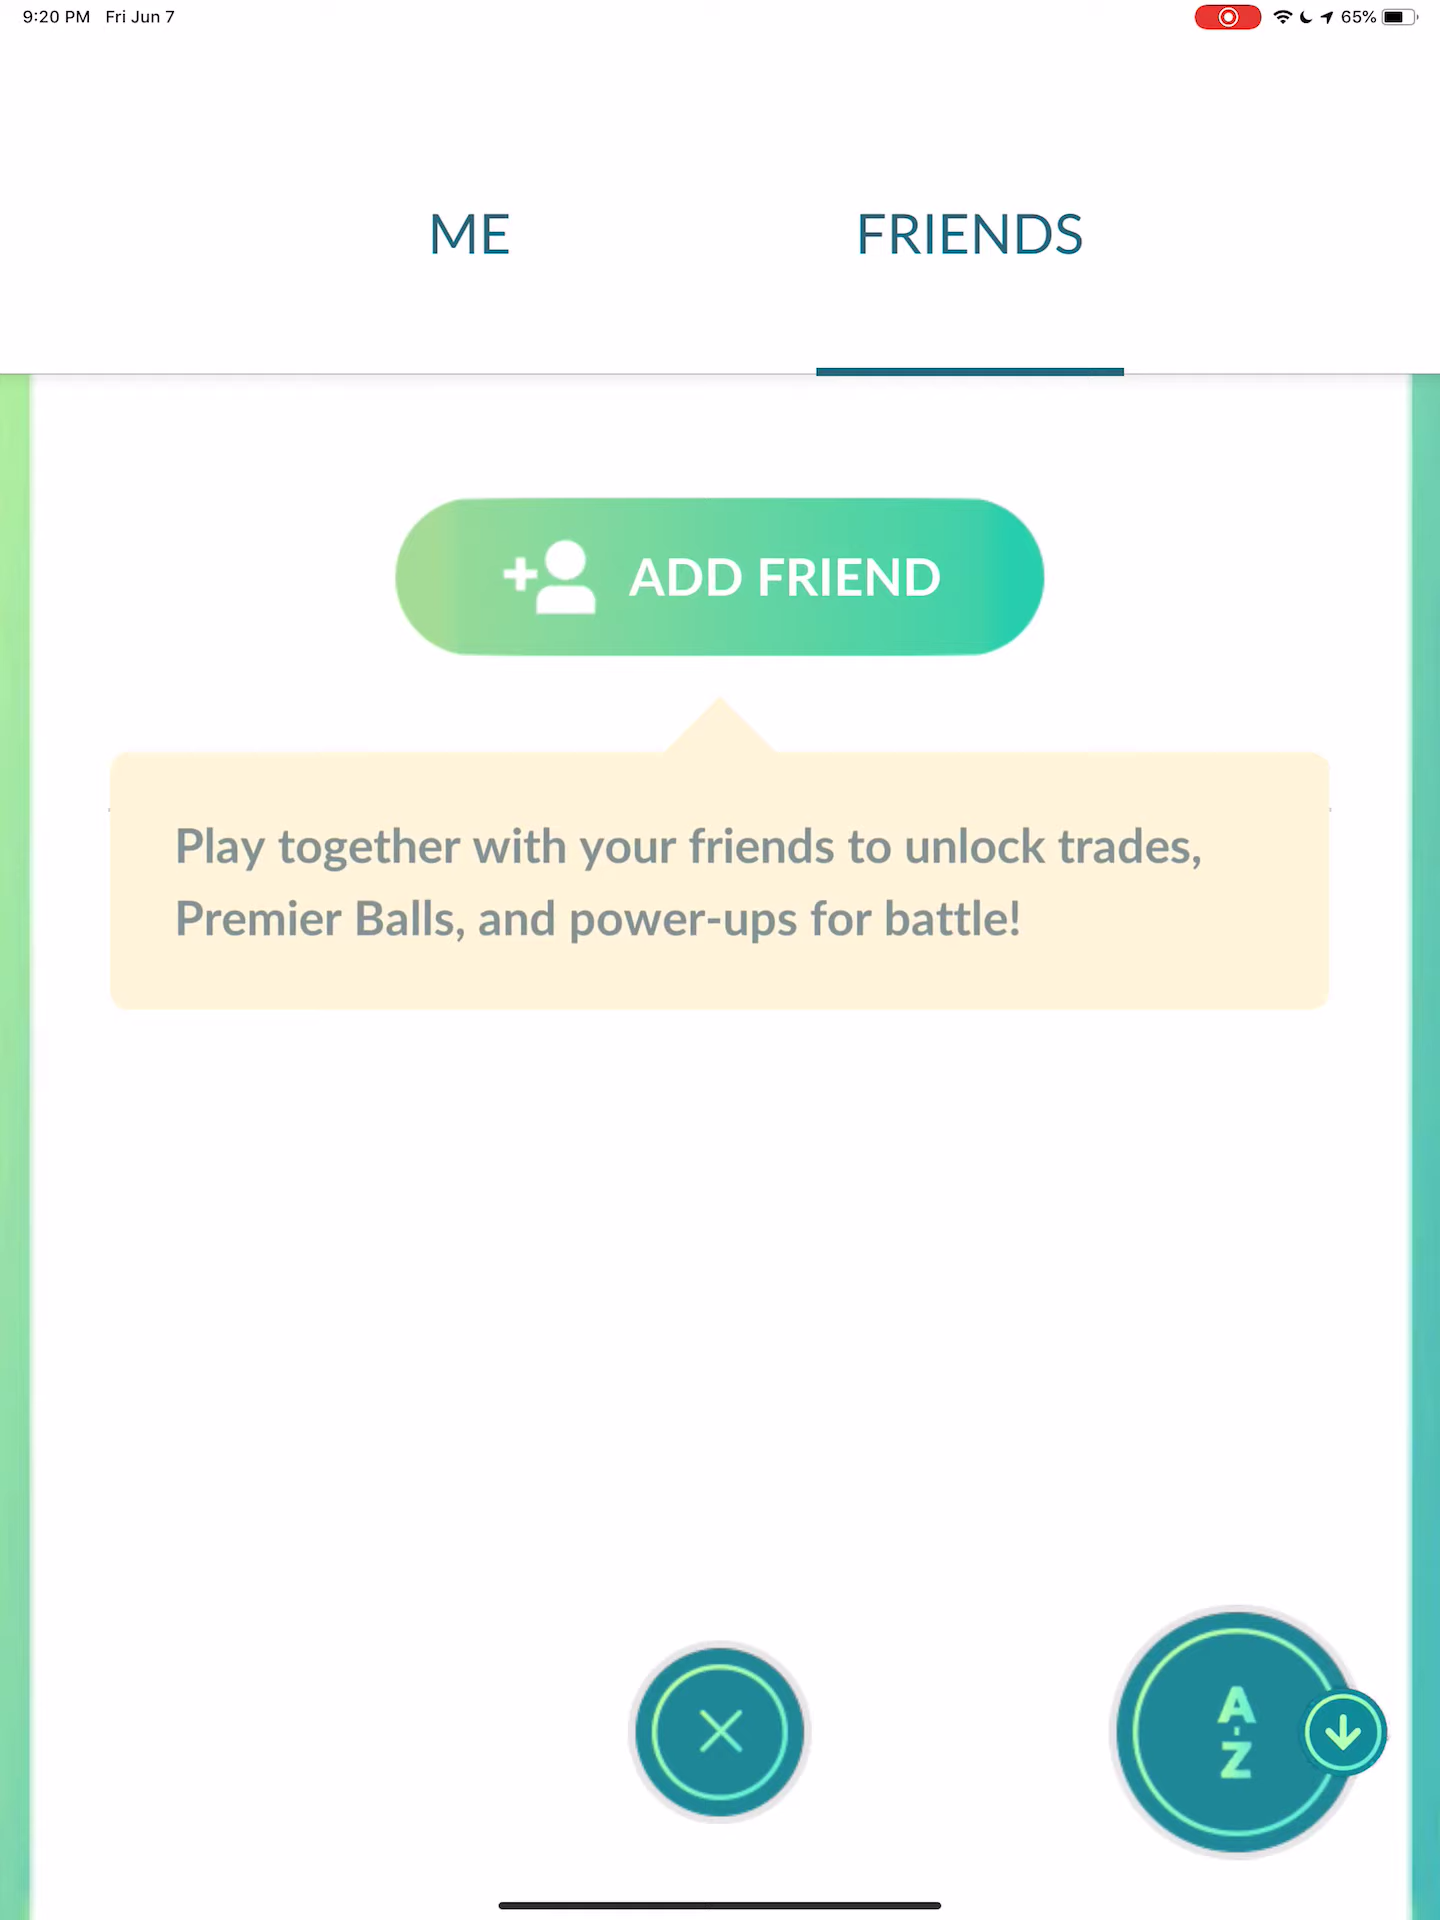 9:20 PM Fri Jun 7
65%
ME
FRIENDS
ADD FRIEND
Play together with your friends to unlock trades,
Premier Balls, and power-ups for battle!
A
-
Z